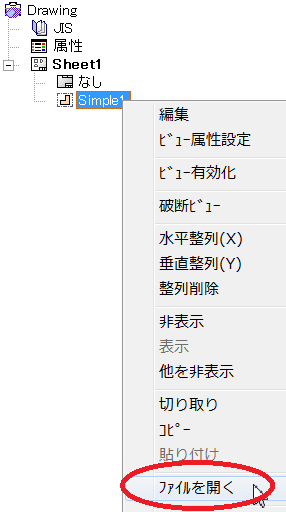 Drawing
JIS
属性
Sheet1
なし
Simple1
編集
ﾋﾞｭｰ属性設定
ﾋﾞｭｰ有効化
破断ﾋﾞｭｰ
水平整列(X)
垂直整列(Y)
整列削除
非表示
表示
他を非表示
切り取り
ｺﾋﾟｰ
貼り付け
ﾌｧｲﾙを開く